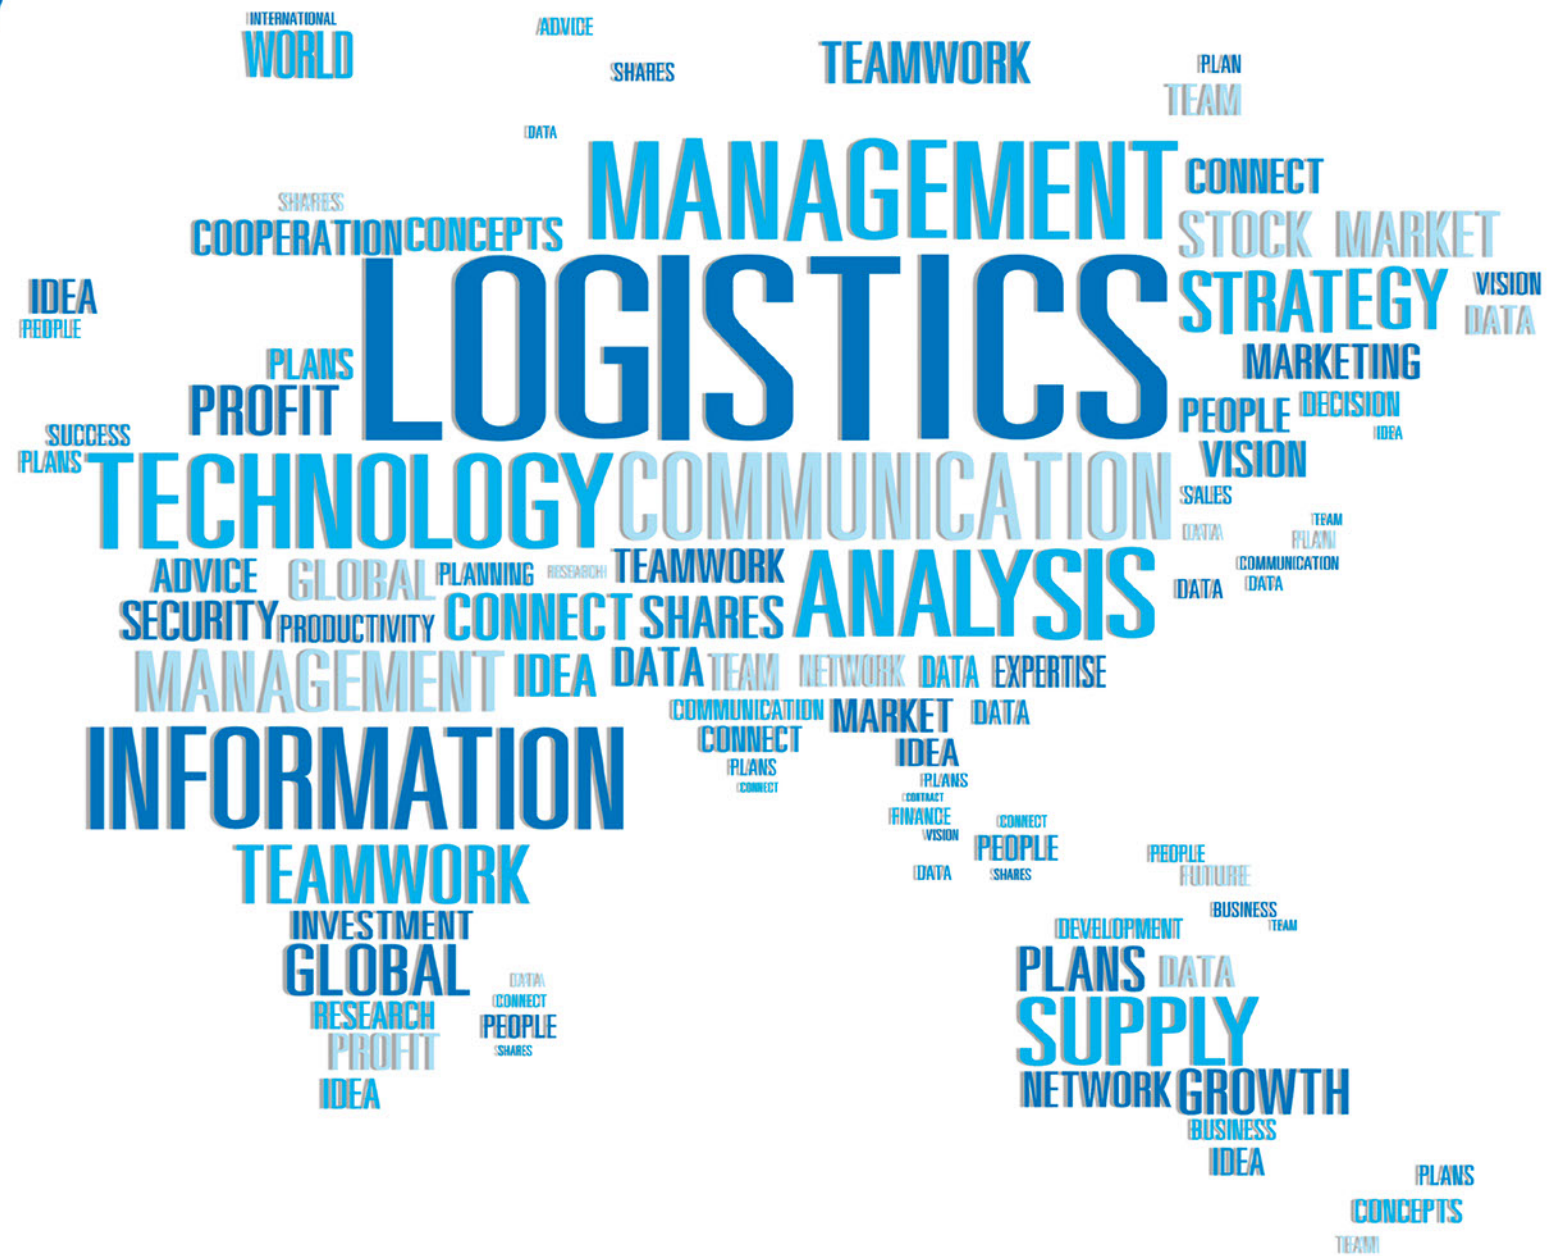 INTERNATIONAL
WORLD
ADVICE
SHARES
TEAMWORK
PLAN
TEAM
DATA
MANAGEMENT
CONNECT
SHARES
COOPERATION CONCEPTS
STOCK MARKET
LOGISTICS
STRATEGY
VISION
DATA
IDEA
PEOPLE
PLANS
PROFIT
MARKETING
PEOPLE
DECISION
IDEA
VISION
SUCCESS
PLANS
TECHNOLOGY COMMUNICATION
SALES
DATA
TEAM
PLAN
COMMUNICATION
DATA
DATA
ADVICE GLOBAL PLANNING RESEARCH TEAMWORK
ANALYSIS
SECURITY PRODUCTIVITY CONNECT SHARES
MANAGEMENT IDEA DATA TEAM NETWORK DATA EXPERTISE
COMMUNICATION MARKET DATA
CONNECT
IDEA
PLANS
PLANS
CONNECT
CONTRACT
FINANCE
CONNECT
VISION
PEOPLE
DATA
SHARES
INFORMATION
TEAMWORK
INVESTMENT
GLOBAL
DATA
CONNECT
RESEARCH
PEOPLE
PROFIT
SHARES
IDEA
PEOPLE
FUTURE
BUSINESS
TEAM
DEVELOPMENT
PLANS DATA
SUPPLY
NETWORK GROWTH
BUSINESS
IDEA
PLANS
CONCEPTS
TEAM